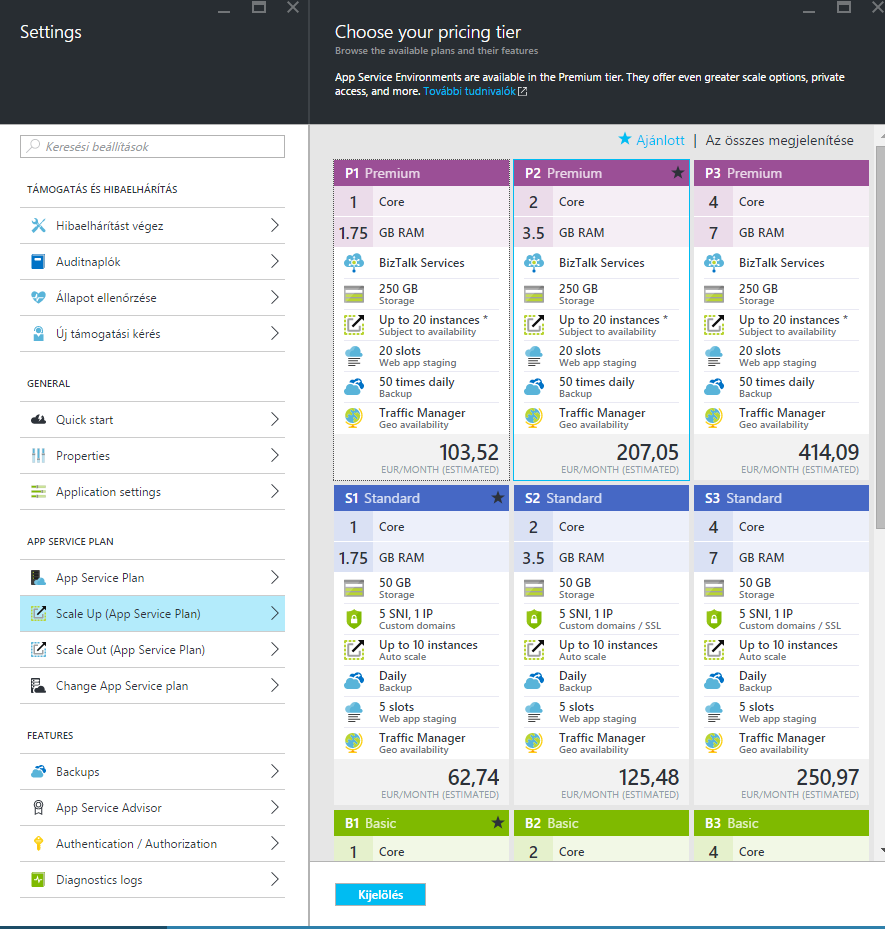 Settings
Keresési beállítások
TÁMOGATÁS ÉS HIBAELHÁRÍTÁS
Hibaelhárítást végez
Auditnaplók
Állapot ellenőrzése
Új támogatási kérés
GENERAL
Quick start
Properties
Application settings
APP SERVICE PLAN
App Service Plan
Scale Up (App Service Plan)
Scale Out (App Service Plan)
Change App Service plan
FEATURES
Backups
App Service Advisor
Authentication / Authorization
Diagnostics logs
Choose your pricing tier
Browse the available plans and their features
App Service Environments are available in the Premium tier. They offer even greater scale options, private
access, and more. További tudnivalók
Ajánlott | Az összes megjelenítése
P1 Premium
1 Core
1.75 GB RAM
BizTalk Services
250 GB
Storage
Up to 20 instances *
Subject to availability
20 slots
Web app staging
50 times daily
Backup
Traffic Manager
Geo availability
103,52
EUR/MONTH (ESTIMATED)
P2 Premium
2 Core
3.5 GB RAM
BizTalk Services
250 GB
Storage
Up to 20 instances *
Subject to availability
20 slots
Web app staging
50 times daily
Backup
Traffic Manager
Geo availability
207,05
EUR/MONTH (ESTIMATED)
P3 Premium
4 Core
7 GB RAM
BizTalk Services
250 GB
Storage
Up to 20 instances *
Subject to availability
20 slots
Web app staging
50 times daily
Backup
Traffic Manager
Geo availability
414,09
EUR/MONTH (ESTIMATED)
S1 Standard
1 Core
1.75 GB RAM
50 GB
Storage
5 SNI, 1 IP
Custom domains
Up to 10 instances
Auto scale
Daily
Backup
5 slots
Web app staging
Traffic Manager
Geo availability
62,74
EUR/MONTH (ESTIMATED)
S2 Standard
2 Core
3.5 GB RAM
50 GB
Storage
5 SNI, 1 IP
Custom domains / SSL
Up to 10 instances
Auto scale
Daily
Backup
5 slots
Web app staging
Traffic Manager
Geo availability
125,48
EUR/MONTH (ESTIMATED)
S3 Standard
4 Core
7 GB RAM
50 GB
Storage
5 SNI, 1 IP
Custom domains / SSL
Up to 10 instances
Auto scale
Daily
Backup
5 slots
Web app staging
Traffic Manager
Geo availability
250,97
EUR/MONTH (ESTIMATED)
B1 Basic
1 Core
B2 Basic
2 Core
B3 Basic
4 Core
Kijelölés